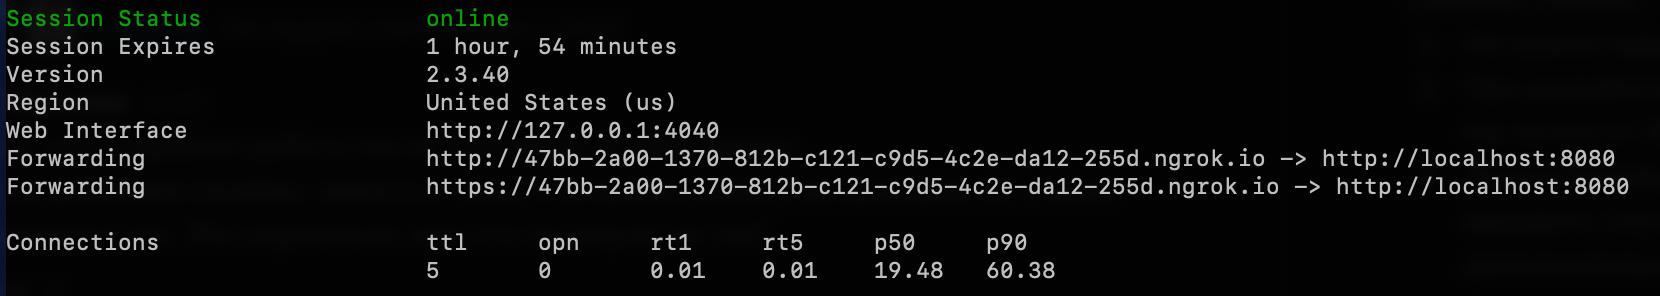 Session Status online
Session Expires 1 hour, 54 minutes
Version 2.3.40
Region United States (us)
Web Interface http://127.0.0.1:4040
Forwarding http://47bb-2a00-1370-812b-c121-c9d5-4c2e-da12-255d.ngrok.io -> http://localhost:8080
Forwarding https://47bb-2a00-1370-812b-c121-c9d5-4c2e-da12-255d.ngrok.io -> http://localhost:8080
Connections ttl opn rt1 rt5 p50 p90
5 0 0.01 0.01 19.48 60.38